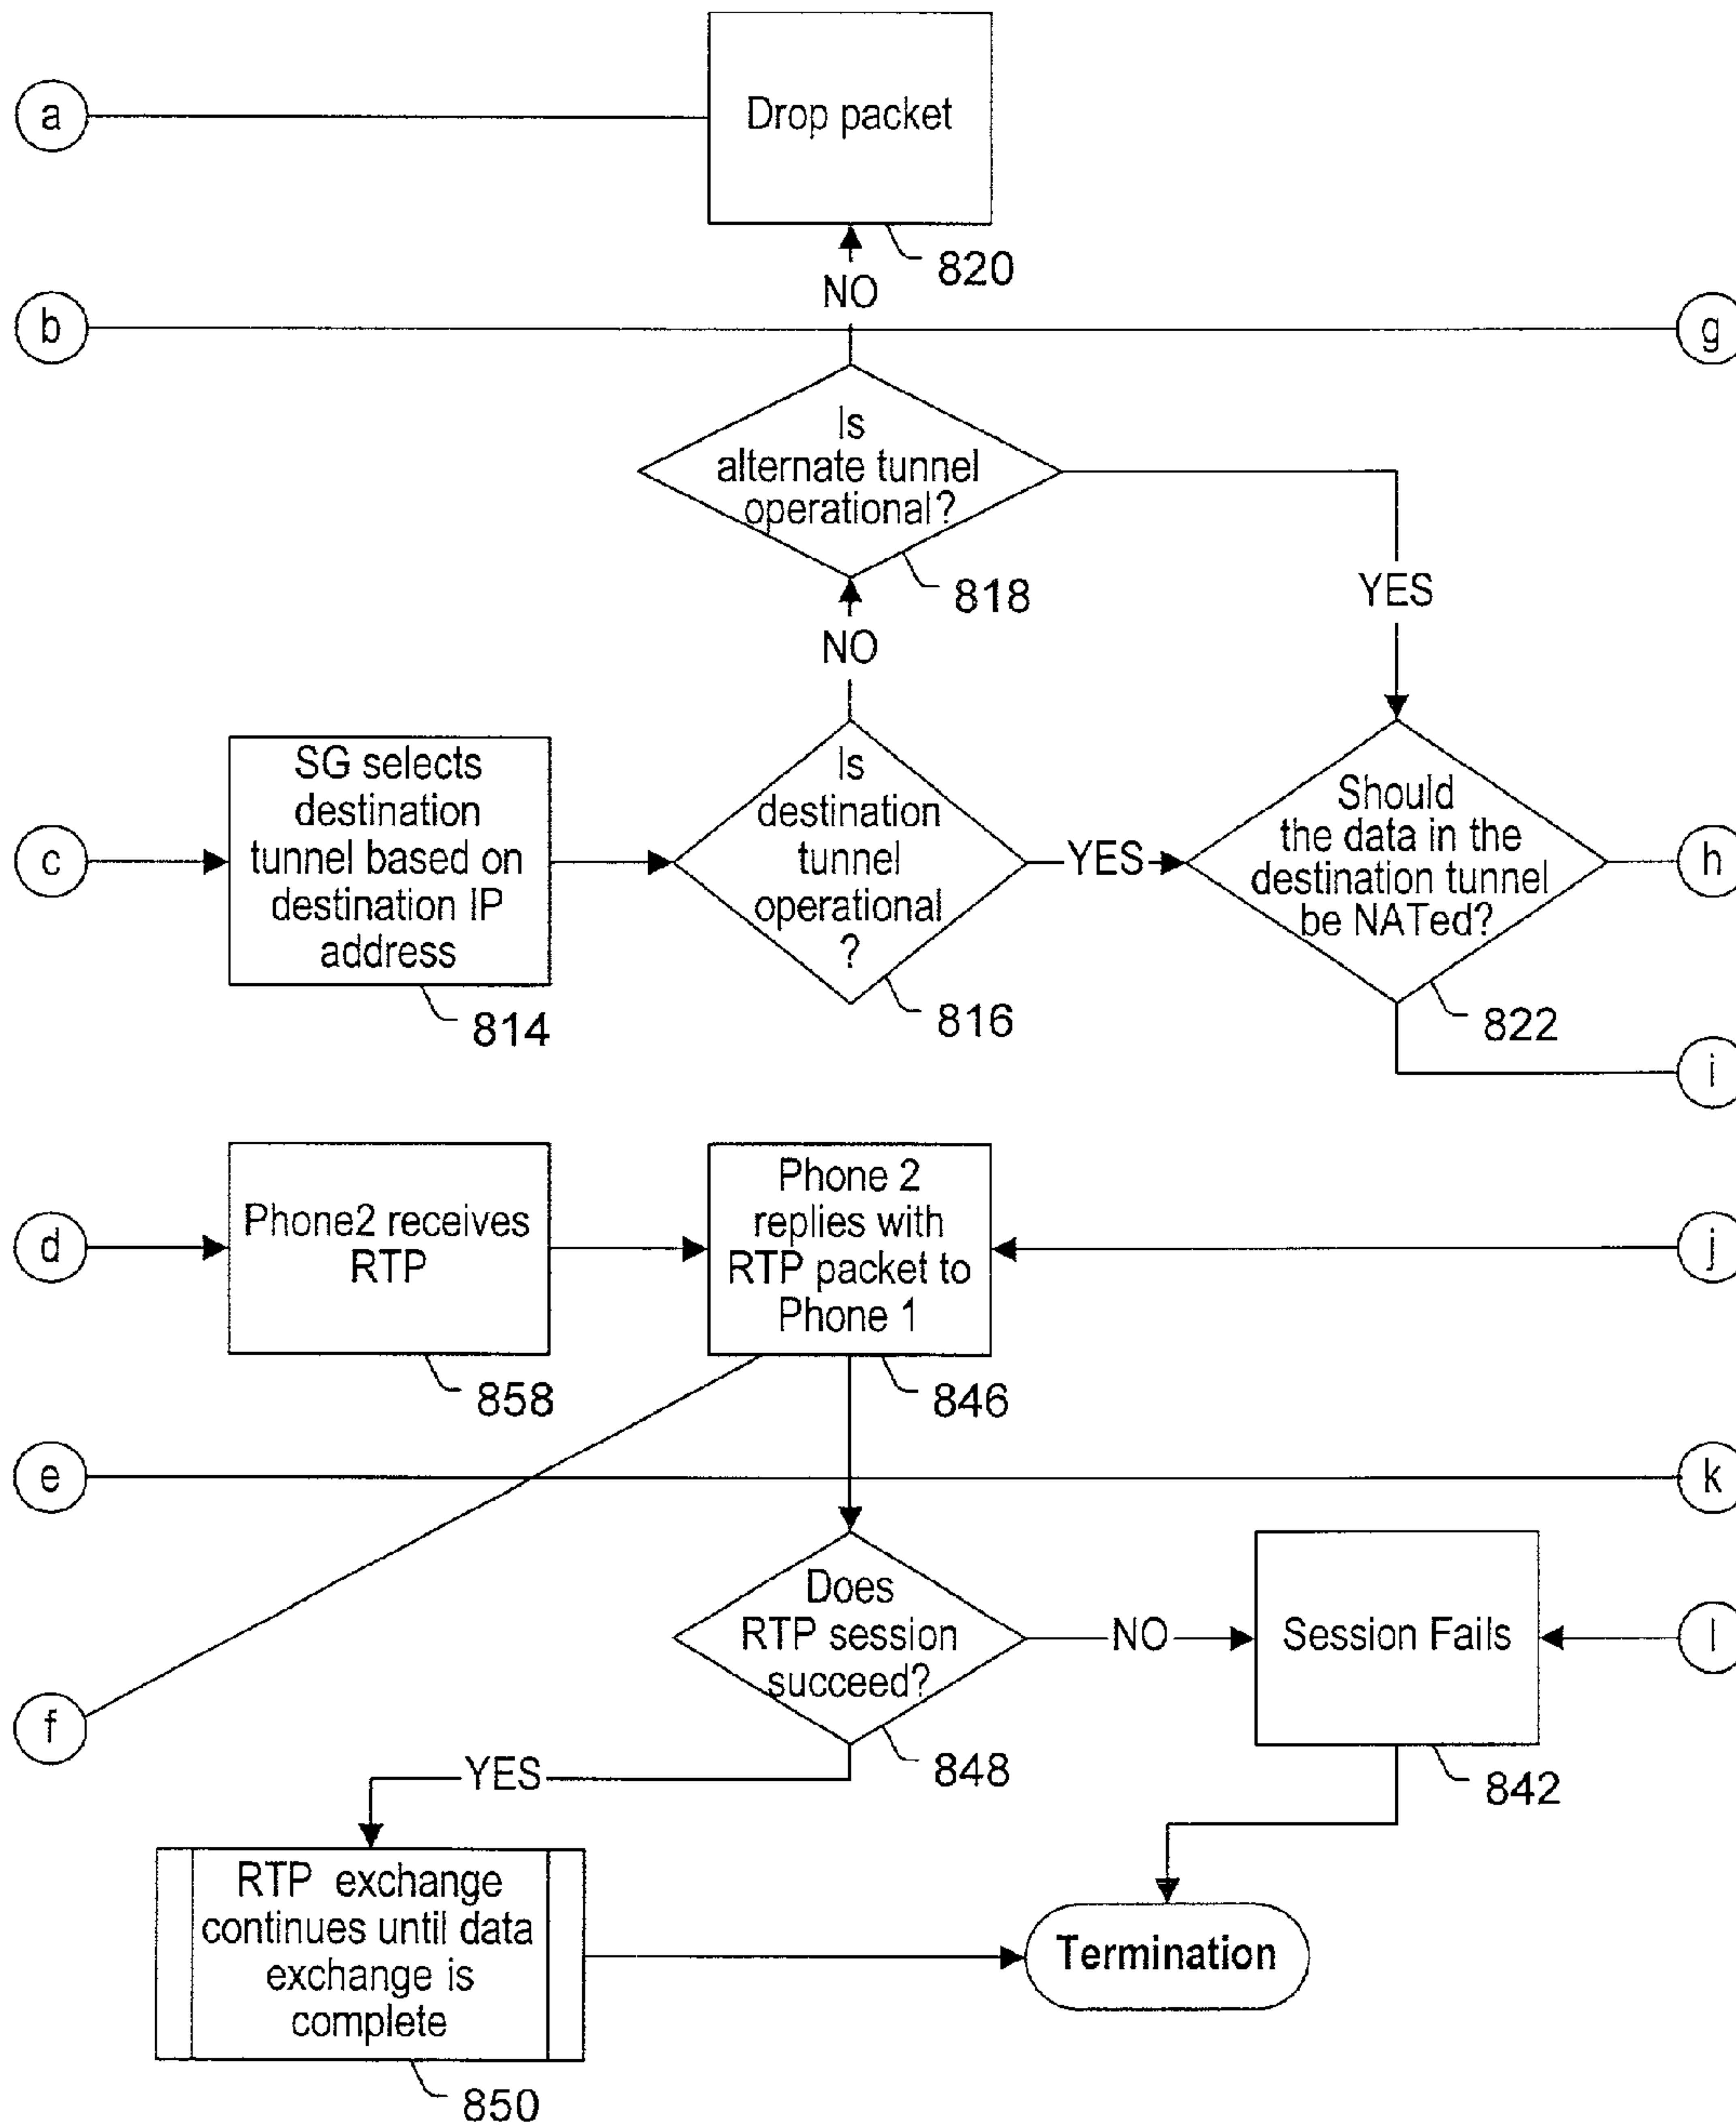 a
Drop packet
820
NO
b
g
Is
alternate tunnel
operational?
818
YES
NO
c
SG selects
destination
tunnel based on
destination IP
address
814
Is
destination
tunnel
operational
?
816
YES
Should
the data in the
destination tunnel
be NATed?
822
h
i
d
Phone2 receives
RTP
858
Phone 2
replies with
RTP packet to
Phone 1
846
j
e
k
Does
RTP session
succeed?
848
NO
Session Fails
842
l
f
YES
RTP exchange
continues until data
exchange is
complete
850
Termination